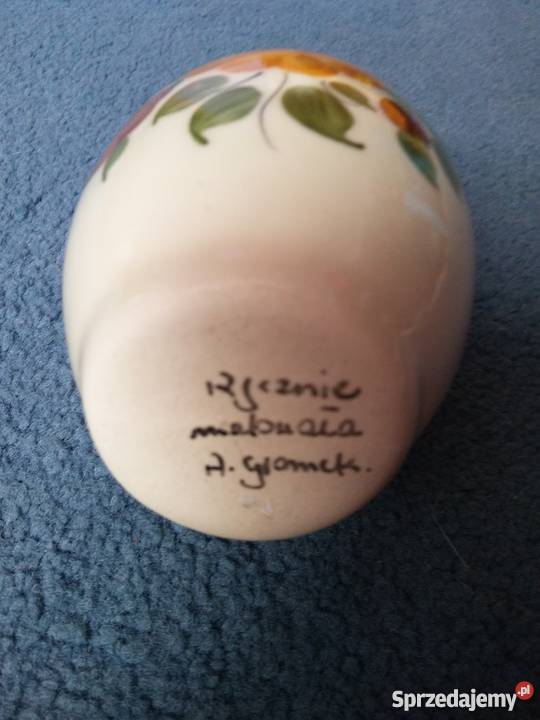 Ręcznie
malowała
A. Gromek.
Sprzedajemy.pl